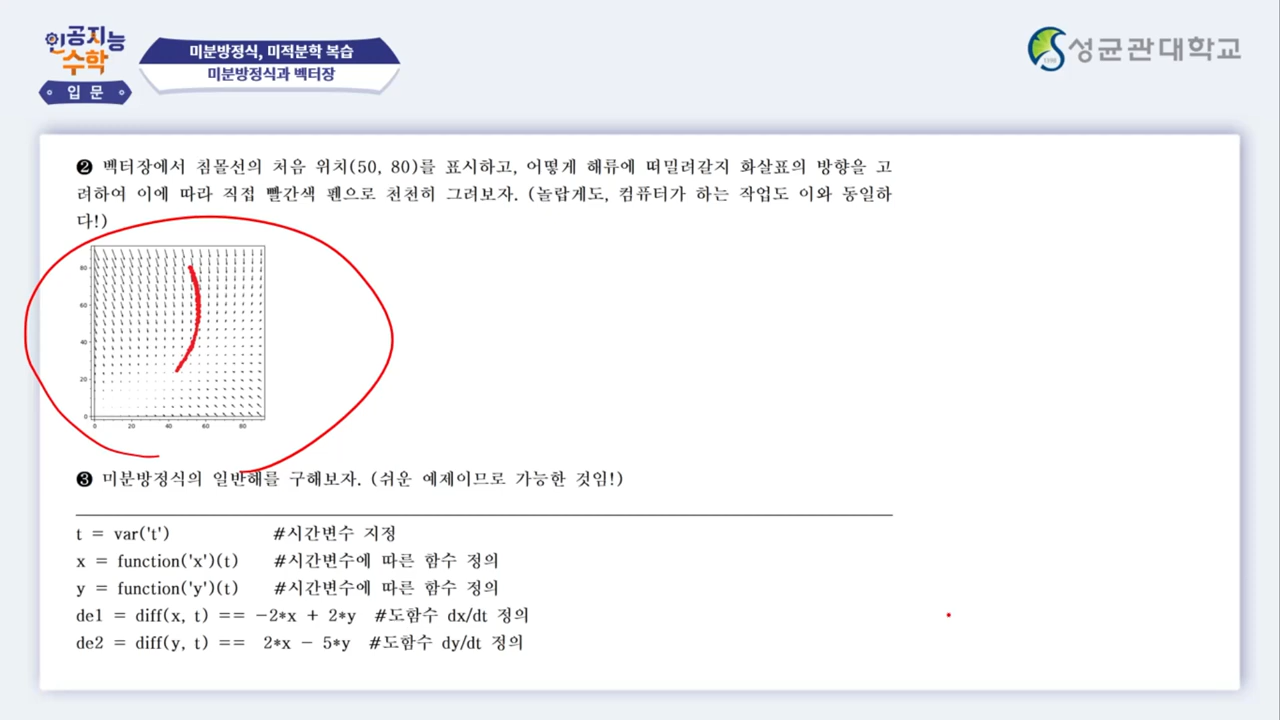 인공지능
수학
입 문
미분방정식, 미적분학 복습
미분방정식과 벡터장
성균관대학교
1398
❷ 벡터장에서 침몰선의 처음 위치(50, 80)를 표시하고, 어떻게 해류에 떠밀려갈지 화살표의 방향을 고
려하여 이에 따라 직접 빨간색 펜으로 천천히 그려보자. (놀랍게도, 컴퓨터가 하는 작업도 이와 동일하
다!)
80
60
40
20
0
0 20 40 60 80
❸ 미분방정식의 일반해를 구해보자. (쉬운 예제이므로 가능한 것임!)
t = var('t') #시간변수 지정
x = function('x')(t) #시간변수에 따른 함수 정의
y = function('y')(t) #시간변수에 따른 함수 정의
de1 = diff(x, t) == -2*x + 2*y #도함수 dx/dt 정의
de2 = diff(y, t) == 2*x - 5*y #도함수 dy/dt 정의